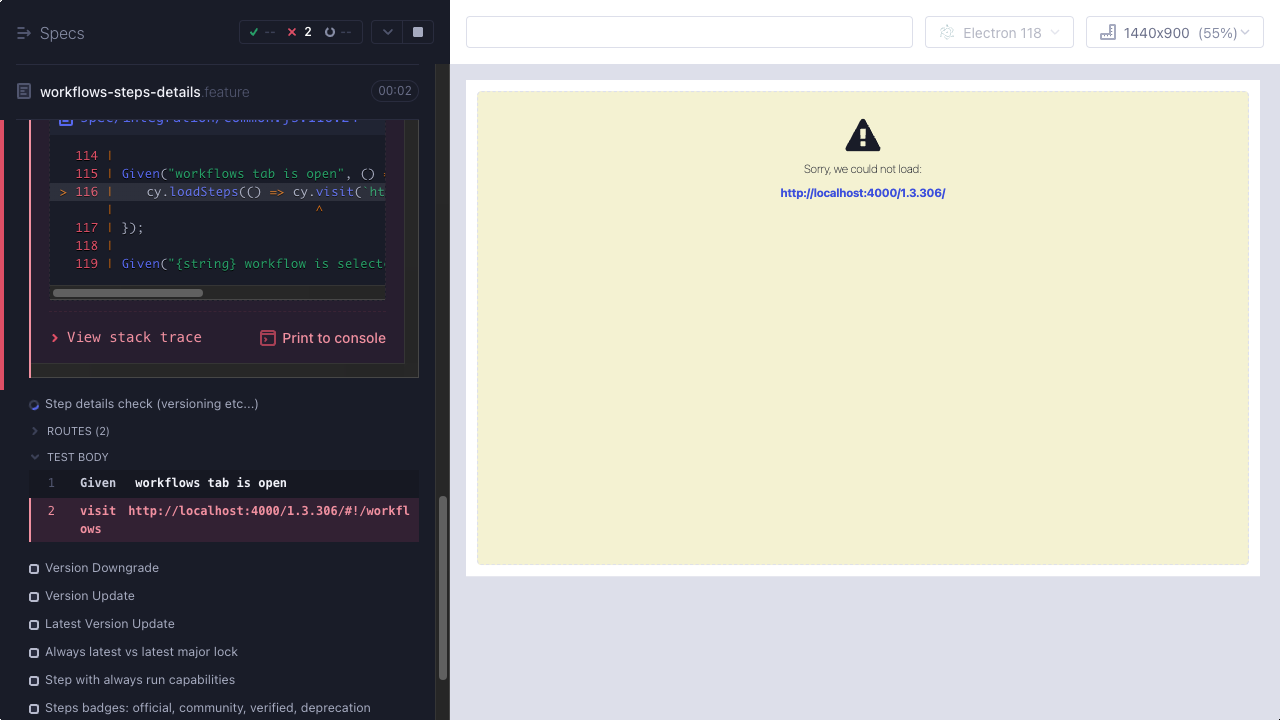 Specs
-- 2 --
workflows-steps-details.feature
00:02
spec/integration/common.js:116:24
114 |
115 | Given("workflows tab is open", () =
> 116 |     cy.loadSteps(() => cy.visit(`ht
| ^
117 | });
118 |
119 | Given("{string} workflow is select
View stack trace
Print to console
Step details check (versioning etc...)
ROUTES (2)
TEST BODY
1 Given workflows tab is open
2 visit http://localhost:4000/1.3.306/#!/workfl
ows
Version Downgrade
Version Update
Latest Version Update
Always latest vs latest major lock
Step with always run capabilities
Steps badges: official, community, verified, deprecation
Electron 118
1440x900 (55%)
Sorry, we could not load:
http://localhost:4000/1.3.306/